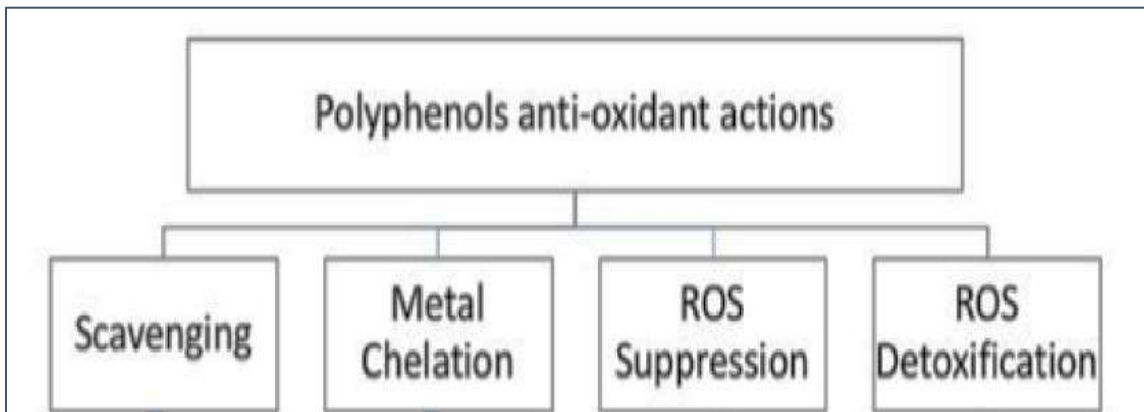 Polyphenols anti-oxidant actions
Scavenging
Metal
Chelation
ROS
Suppression
ROS
Detoxification